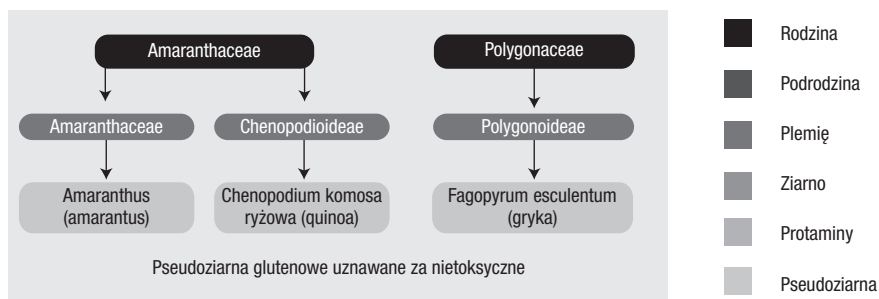 Amaranthaceae
Polygonaceae
Amaranthaceae
Chenopodioideae
Polygonoideae
Amaranthus
(amarantus)
Chenopodium komosa
ryżowa (quinoa)
Fagopyrum esculentum
(gryka)
Pseudoziarna glutenowe uznawane za nietoksyczne
Rodzina
Podrodzina
Plemię
Ziarno
Protaminy
Pseudoziarna